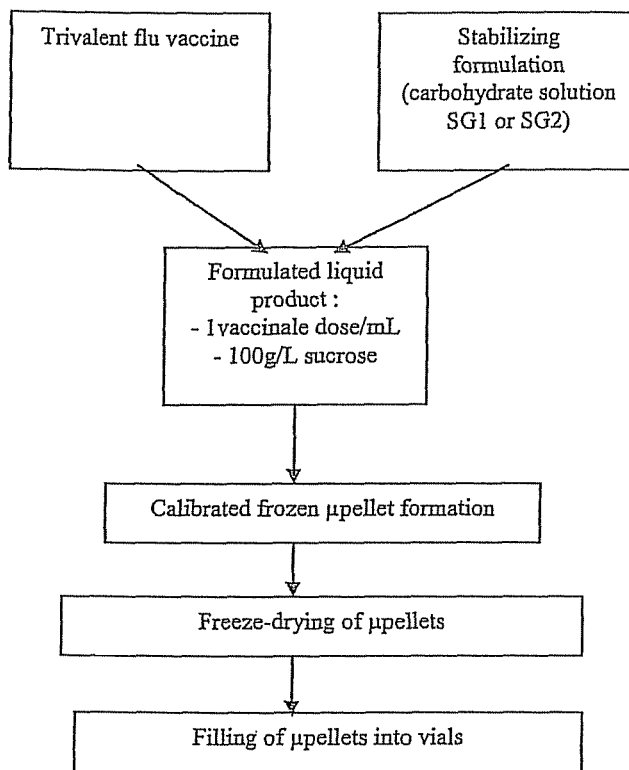 Trivalent flu vaccine
Stabilizing
formulation
(carbohydrate solution
SG1 or SG2)
Formulated liquid
product :
- 1vaccinale dose/mL
- 100g/L sucrose
Calibrated frozen µpellet formation
Freeze-drying of µpellets
Filling of µpellets into vials